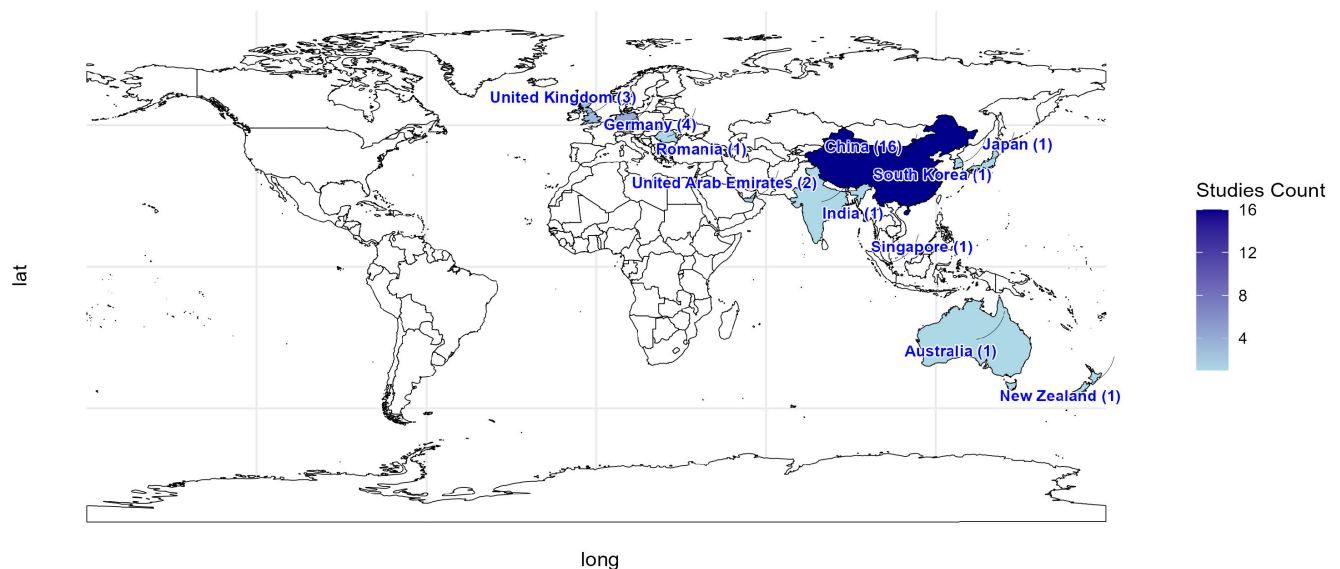 United Kingdom (3)
Germany (4)
Romania (1)
China (16)
Japan (1)
South Korea (1)
United Arab Emirates (2)
India (1)
Singapore (1)
Australia (1)
New Zealand (1)
lat
long
Studies Count
16
12
8
4